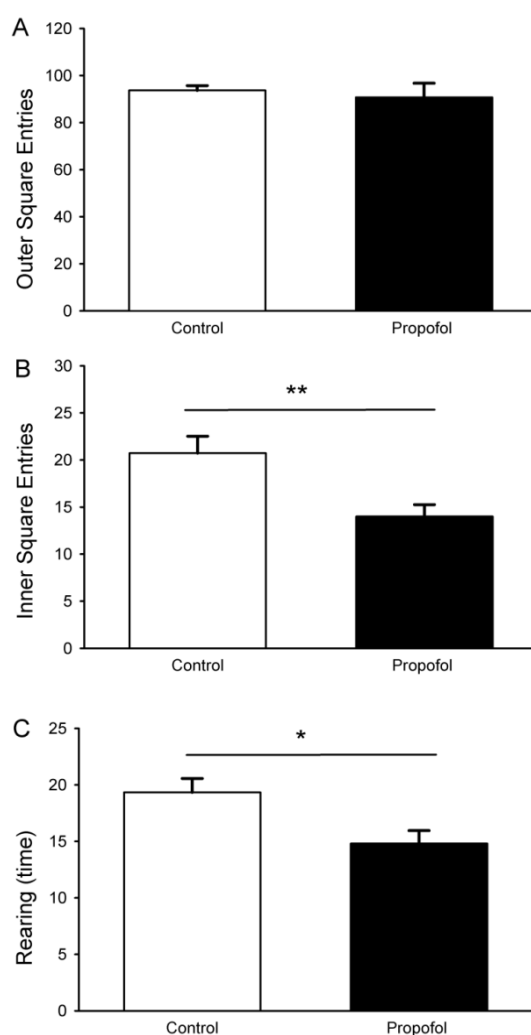 A
Outer Square Entries
120
100
80
60
40
20
0
Control Propofol
B
Inner Square Entries
30
25
20
15
10
5
0
**
Control Propofol
C
Rearing (time)
25
20
15
10
5
0
*
Control Propofol